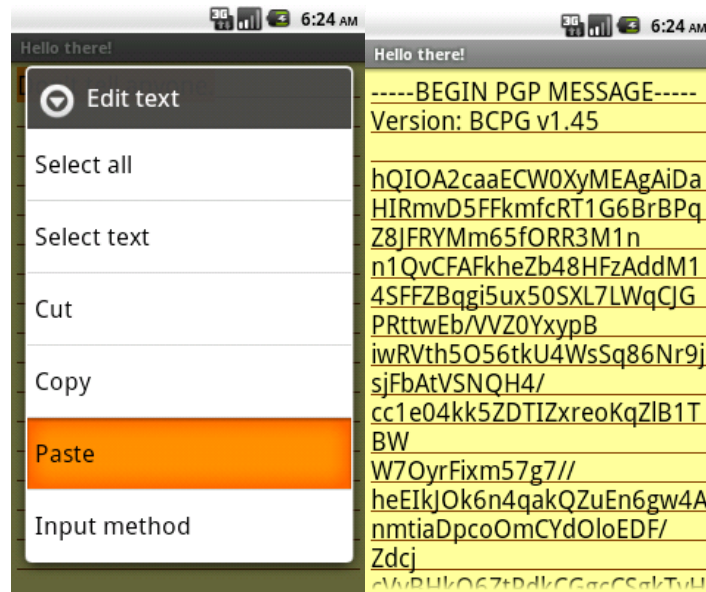 3G 6:24 AM
Hello there!
Edit text
Select all
Select text
Cut
Copy
Paste
Input method
3G 6:24 AM
Hello there!
-----BEGIN PGP MESSAGE-----
Version: BCPG v1.45
hQIOA2caaECW0XyMEAgAiDa
HIRmvD5FFkmfcRT1G6BrBPq
Z8JFRYMm65fORR3M1n
n1QvCFAFkheZb48HFzAddM1
4SFFZBqgi5ux50SXL7LWqCJG
PRttwEb/VVZ0YxypB
iwRVth5O56tkU4WsSq86Nr9j
sjFbAtVSNQH4/
cc1e04kk5ZDTIZxreoKqZlB1T
BW
W7OyrFixm57g7//
heEIkJOk6n4qakQZuEn6gw4A
nmtiaDpcoOmCYdOloEDF/
Zdcj